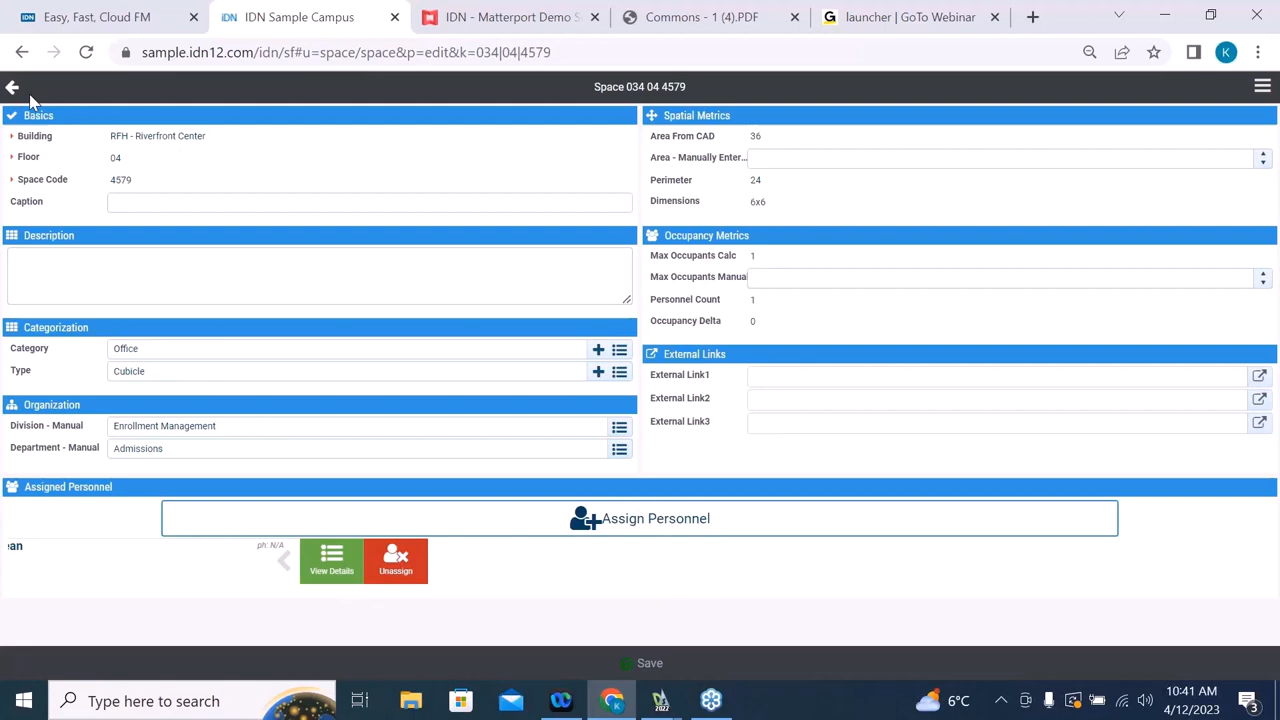 IDN Easy, Fast, Cloud FM
IDN IDN Sample Campus
IDN - Matterport Demo S
Commons - 1 (4).PDF
launcher | GoTo Webinar
sample.idn12.com/idn/sf#u=space/space&p=edit&k=034|04|4579
K
Space 034 04 4579
Basics
Building RFH - Riverfront Center
Floor 04
Space Code 4579
Caption
Description
Categorization
Category Office
Type Cubicle
Organization
Division - Manual Enrollment Management
Department - Manual Admissions
Spatial Metrics
Area From CAD 36
Area - Manually Enter...
Perimeter 24
Dimensions 6x6
Occupancy Metrics
Max Occupants Calc 1
Max Occupants Manual
Personnel Count 1
Occupancy Delta 0
External Links
External Link1
External Link2
External Link3
Assigned Personnel
Assign Personnel
ean
ph: N/A
View Details
Unassign
Save
Type here to search
2022
6°C
10:41 AM
4/12/2023
3